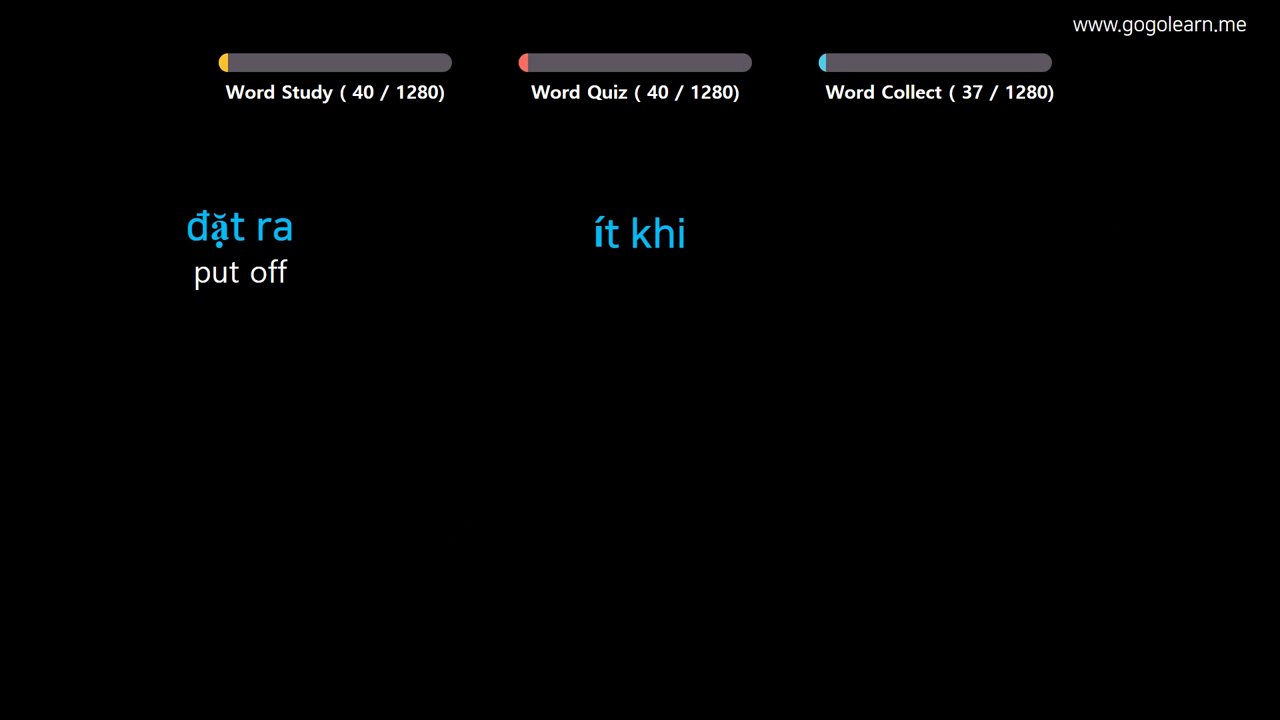 www.gogolearn.me
Word Study ( 40 / 1280)
Word Quiz ( 40 / 1280)
Word Collect ( 37 / 1280)
đặt ra
put off
ít khi